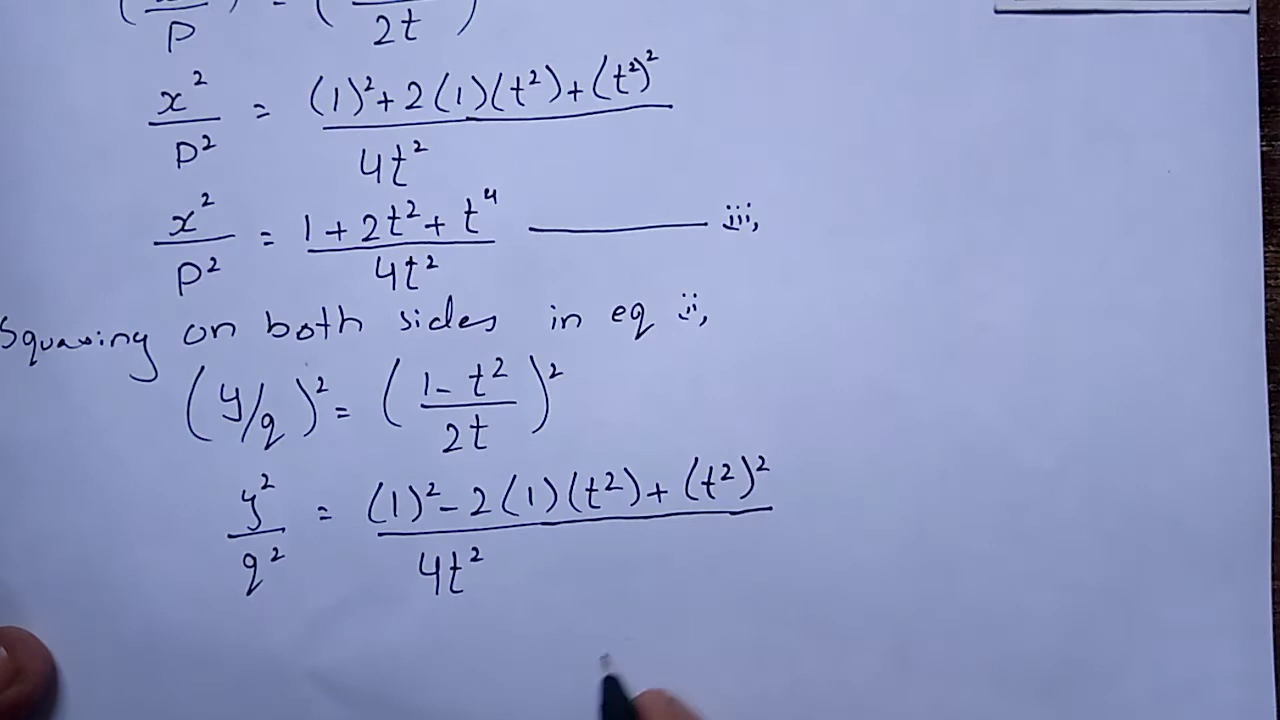 P = ( 2t )
x²/P² = (1)²+2(1)(t²)+(t²)² / 4t²
x²/P² = 1+2t²+t⁴ / 4t² ——— iii,
Squaring on both sides in eq ii,
(y/q)² = (1-t² / 2t)²
y²/q² = (1)²-2(1)(t²)+(t²)² / 4t²